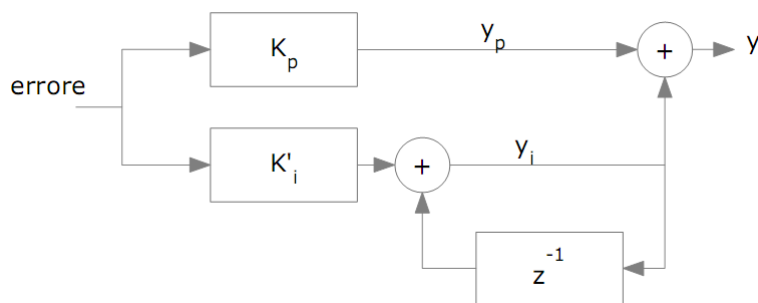 K_p
y_p
+
y
errore
K'_i
+
y_i
z^-1